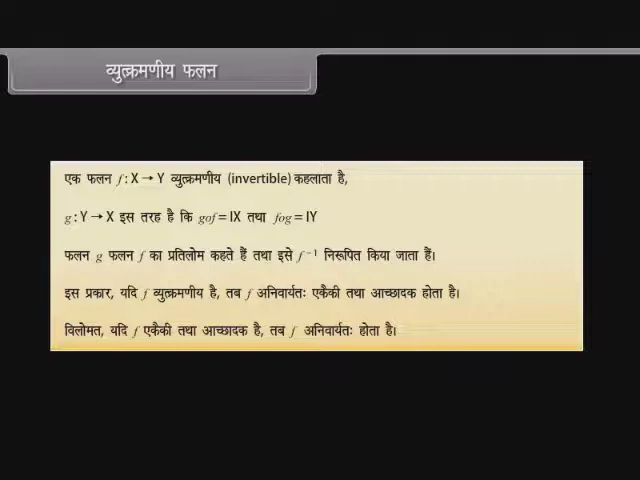 व्युत्क्रमणीय फलन
एक फलन f : X → Y व्युत्क्रमणीय (invertible) कहलाता है,
g : Y → X इस तरह है कि gof = IX तथा fog = IY
फलन g फलन f का प्रतिलोम कहते हैं तथा इसे f⁻¹ निरूपित किया जाता हैं।
इस प्रकार, यदि f व्युत्क्रमणीय है, तब f अनिवार्यतः एकैकी तथा आच्छादक होता है।
विलोमत, यदि f एकैकी तथा आच्छादक है, तब f अनिवार्यतः होता है।